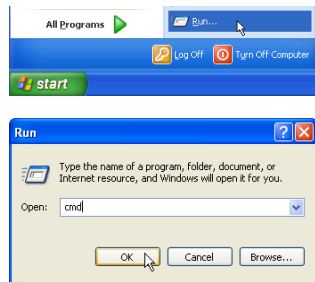 All Programs
Run...
Log Off
Turn Off Computer
start
Run
Type the name of a program, folder, document, or
Internet resource, and Windows will open it for you.
Open: cmd
OK Cancel Browse...